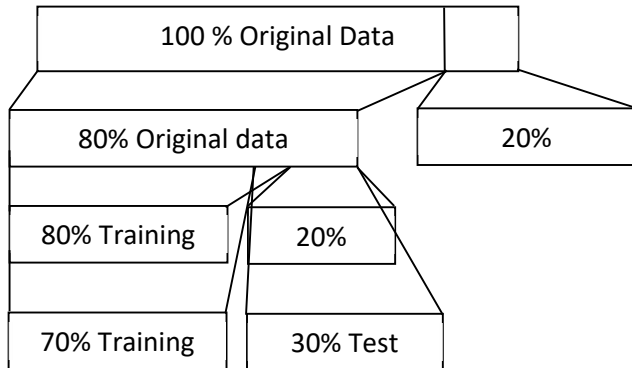 100 % Original Data
80% Original data
20%
80% Training
20%
70% Training
30% Test